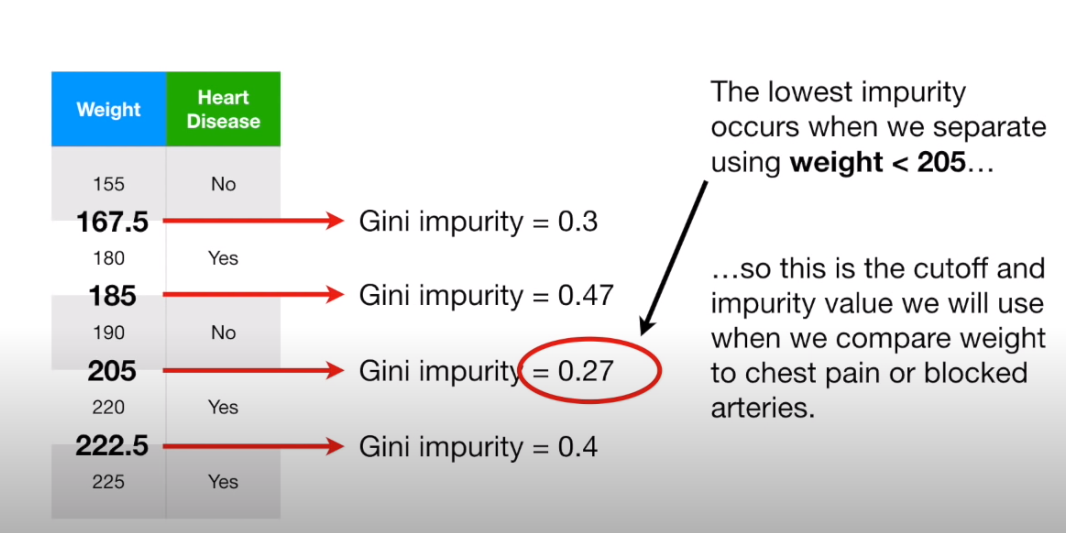 Weight Heart Disease
155 No
167.5 Gini impurity = 0.3
180 Yes
185 Gini impurity = 0.47
190 No
205 Gini impurity = 0.27
220 Yes
222.5 Gini impurity = 0.4
225 Yes
The lowest impurity
occurs when we separate
using weight < 205…
…so this is the cutoff and
impurity value we will use
when we compare weight
to chest pain or blocked
arteries.